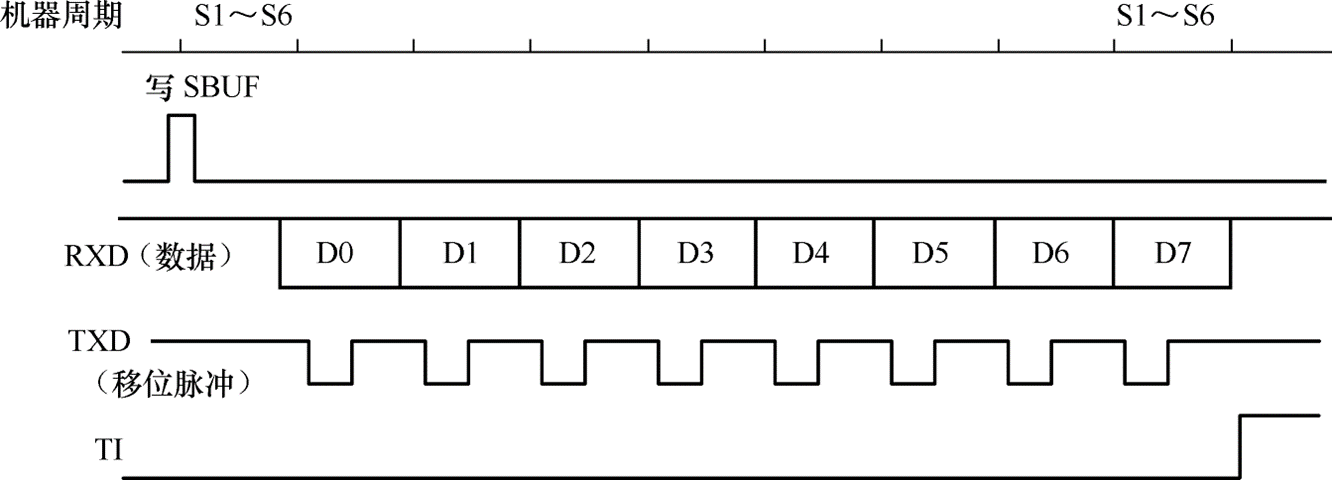 机器周期 S1～S6 S1～S6
写 SBUF
RXD（数据） D0 D1 D2 D3 D4 D5 D6 D7
TXD
（移位脉冲）
TI